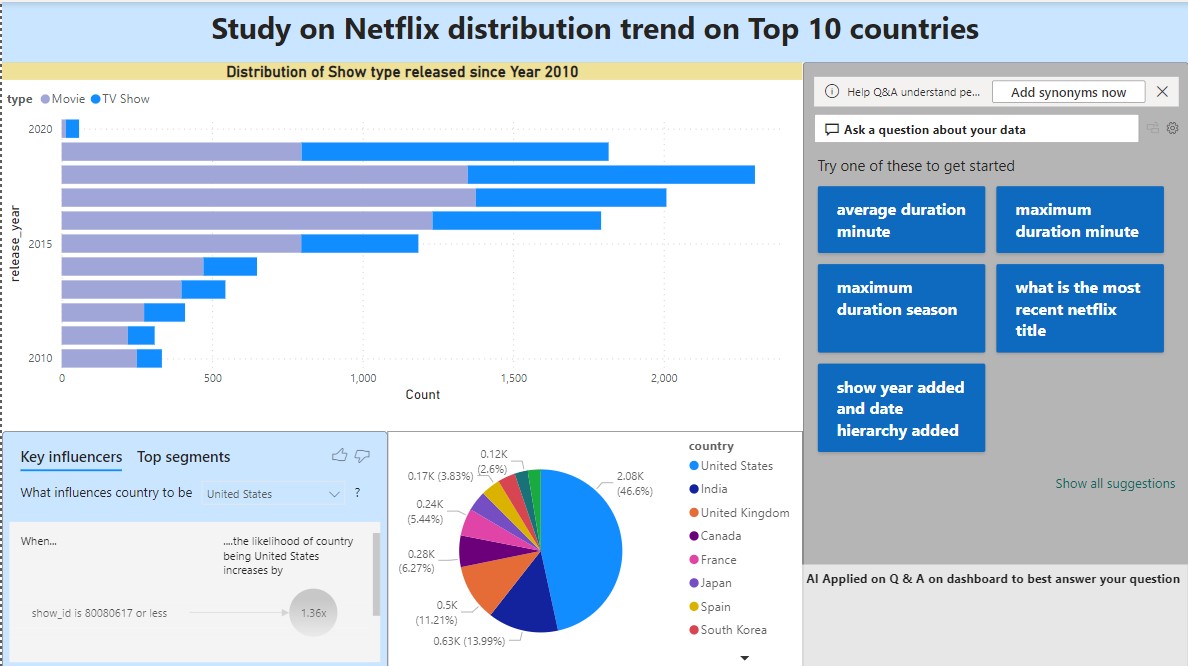 Study on Netflix distribution trend on Top 10 countries
Distribution of Show type released since Year 2010
type Movie TV Show
2020
2015
2010
release_year
0 500 1,000 1,500 2,000
Count
Help Q&A understand pe...
Add synonyms now
Ask a question about your data
Try one of these to get started
average duration
minute
maximum
duration minute
maximum
duration season
what is the most
recent netflix
title
show year added
and date
hierarchy added
Show all suggestions
AI Applied on Q & A on dashboard to best answer your question
Key influencers Top segments
What influences country to be United States ?
When...
....the likelihood of country
being United States
increases by
show_id is 80080617 or less
1.36x
2.08K
(46.6%)
0.63K (13.99%)
0.5K
(11.21%)
0.28K
(6.27%)
0.24K
(5.44%)
0.17K (3.83%)
0.12K
(2.6%)
country
United States
India
United Kingdom
Canada
France
Japan
Spain
South Korea